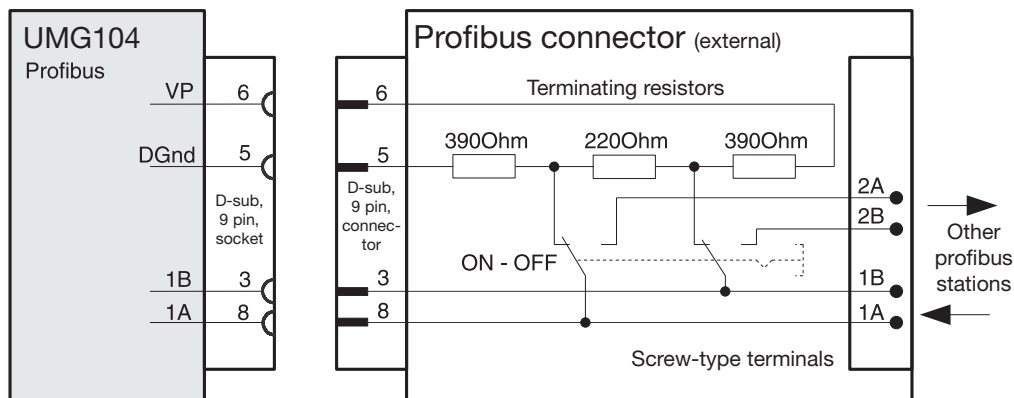 UMG104
Profibus
VP
6
DGnd
5
D-sub,
9 pin,
socket
1B
3
1A
8
Profibus connector (external)
6
Terminating resistors
5
390Ohm
220Ohm
390Ohm
D-sub,
9 pin,
connec-
tor
2A
2B
ON - OFF
3
1B
8
1A
Screw-type terminals
Other
profibus
stations